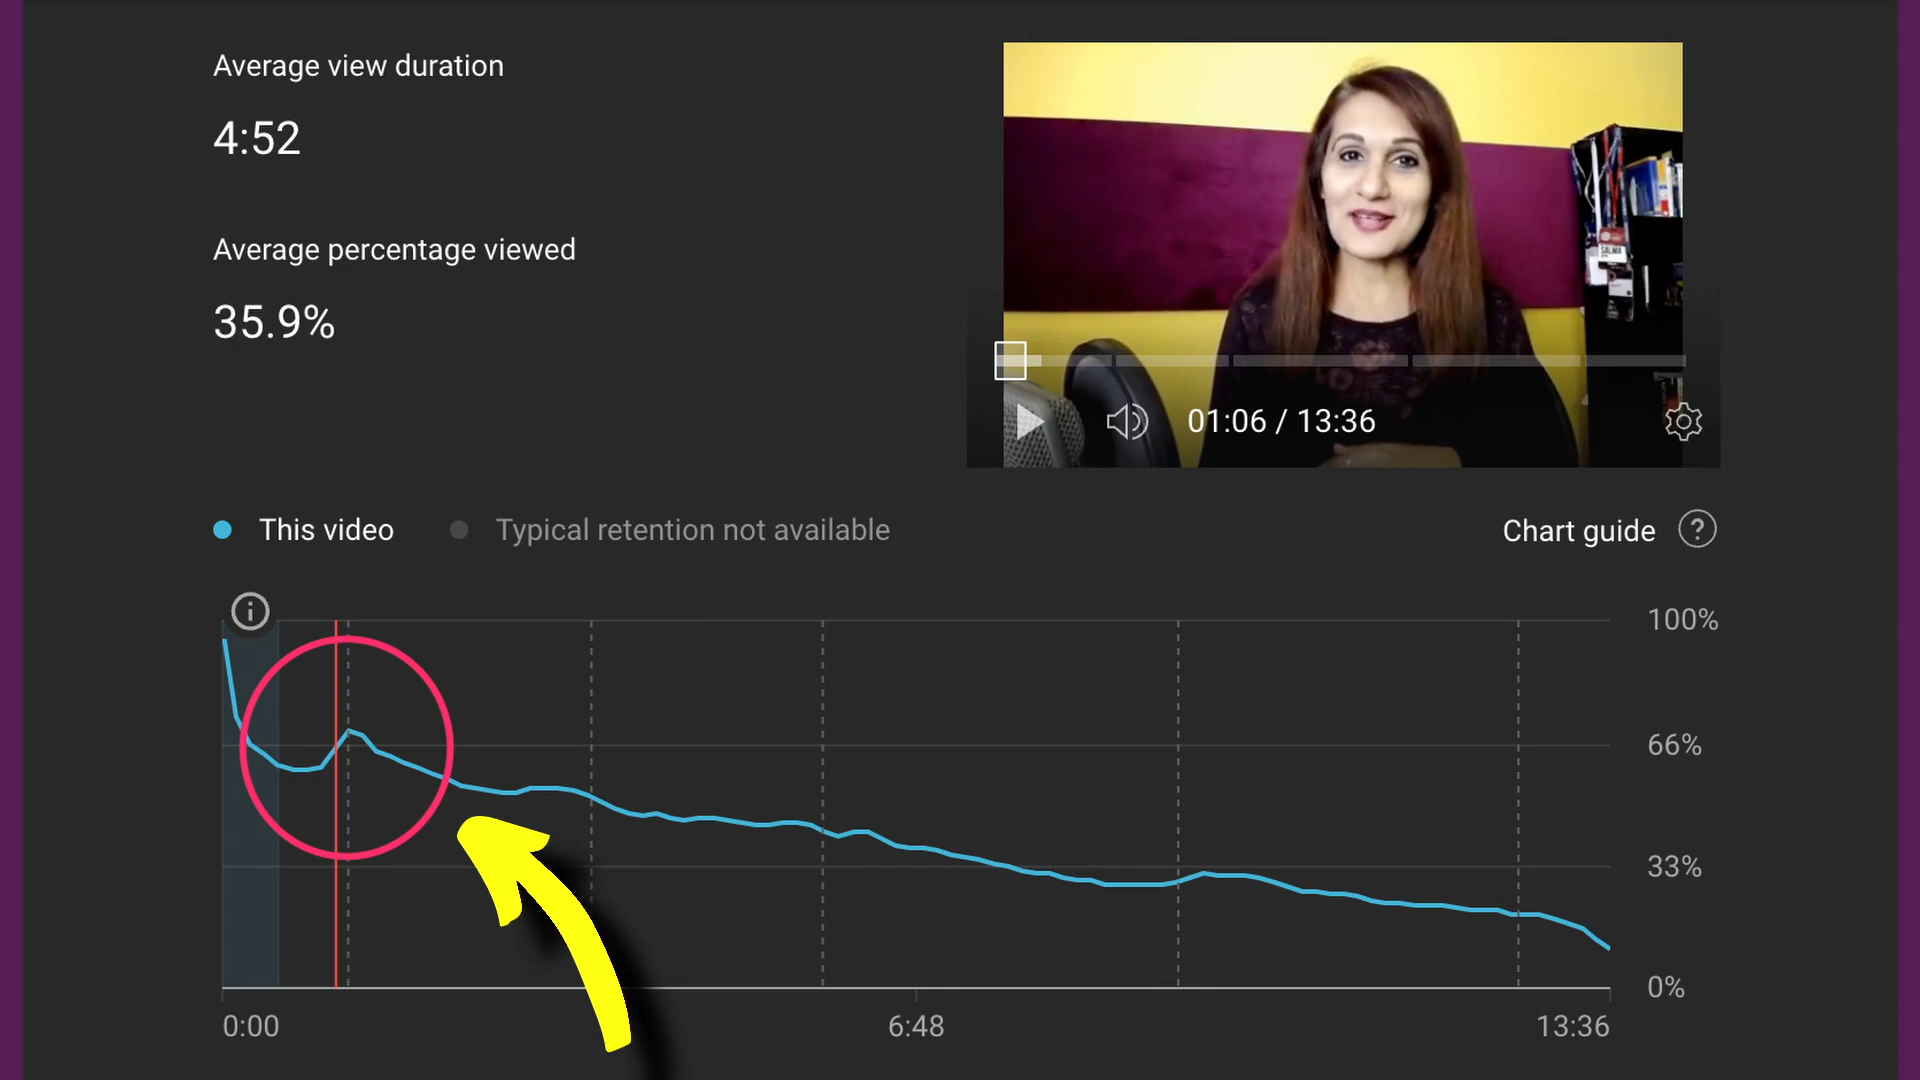 Average view duration
4:52
Average percentage viewed
35.9%
SALMA
01:06 / 13:36
This video
Typical retention not available
Chart guide ?
i
100%
66%
33%
0%
0:00
6:48
13:36